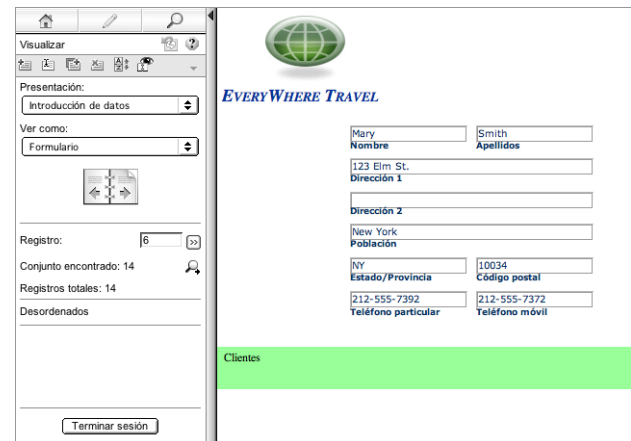 Visualizar
Presentación:
Introducción de datos
Ver como:
Formulario
Registro: 6
Conjunto encontrado: 14
Registros totales: 14
Desordenados
Terminar sesión
EVERYWHERE TRAVEL
Mary Smith
Nombre Apellidos
123 Elm St.
Dirección 1
Dirección 2
New York
Población
NY 10034
Estado/Provincia Código postal
212-555-7392 212-555-7372
Teléfono particular Teléfono móvil
Clientes